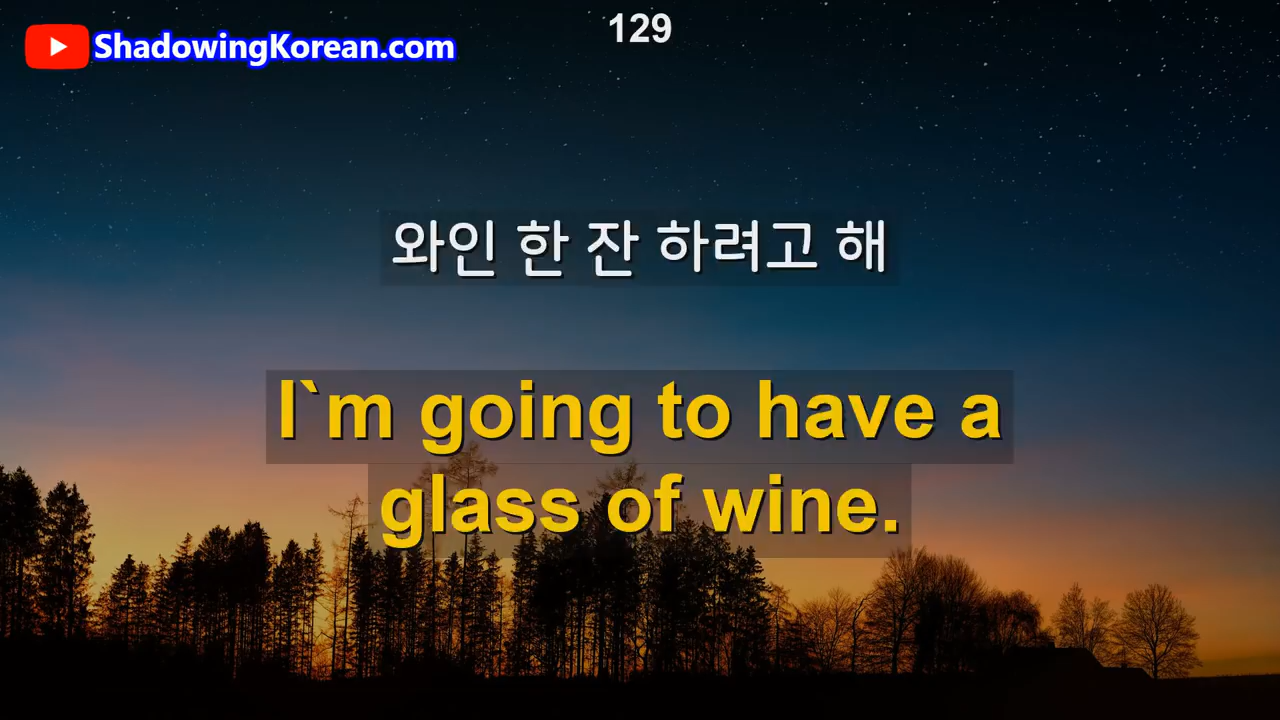 129
ShadowingKorean.com
와인 한 잔 하려고 해
I`m going to have a
glass of wine.